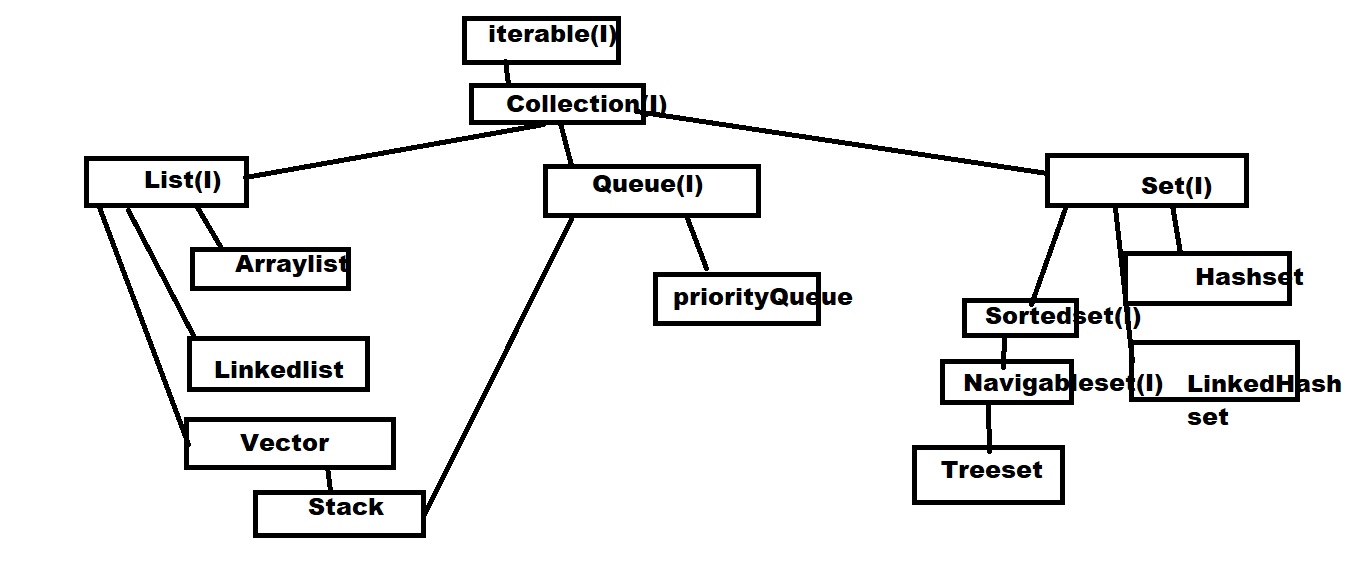 iterable(I)
Collection(I)
List(I)
Queue(I)
Set(I)
Arraylist
priorityQueue
Hashset
Linkedlist
Sortedset(I)
Navigableset(I)
LinkedHash
set
Vector
Treeset
Stack